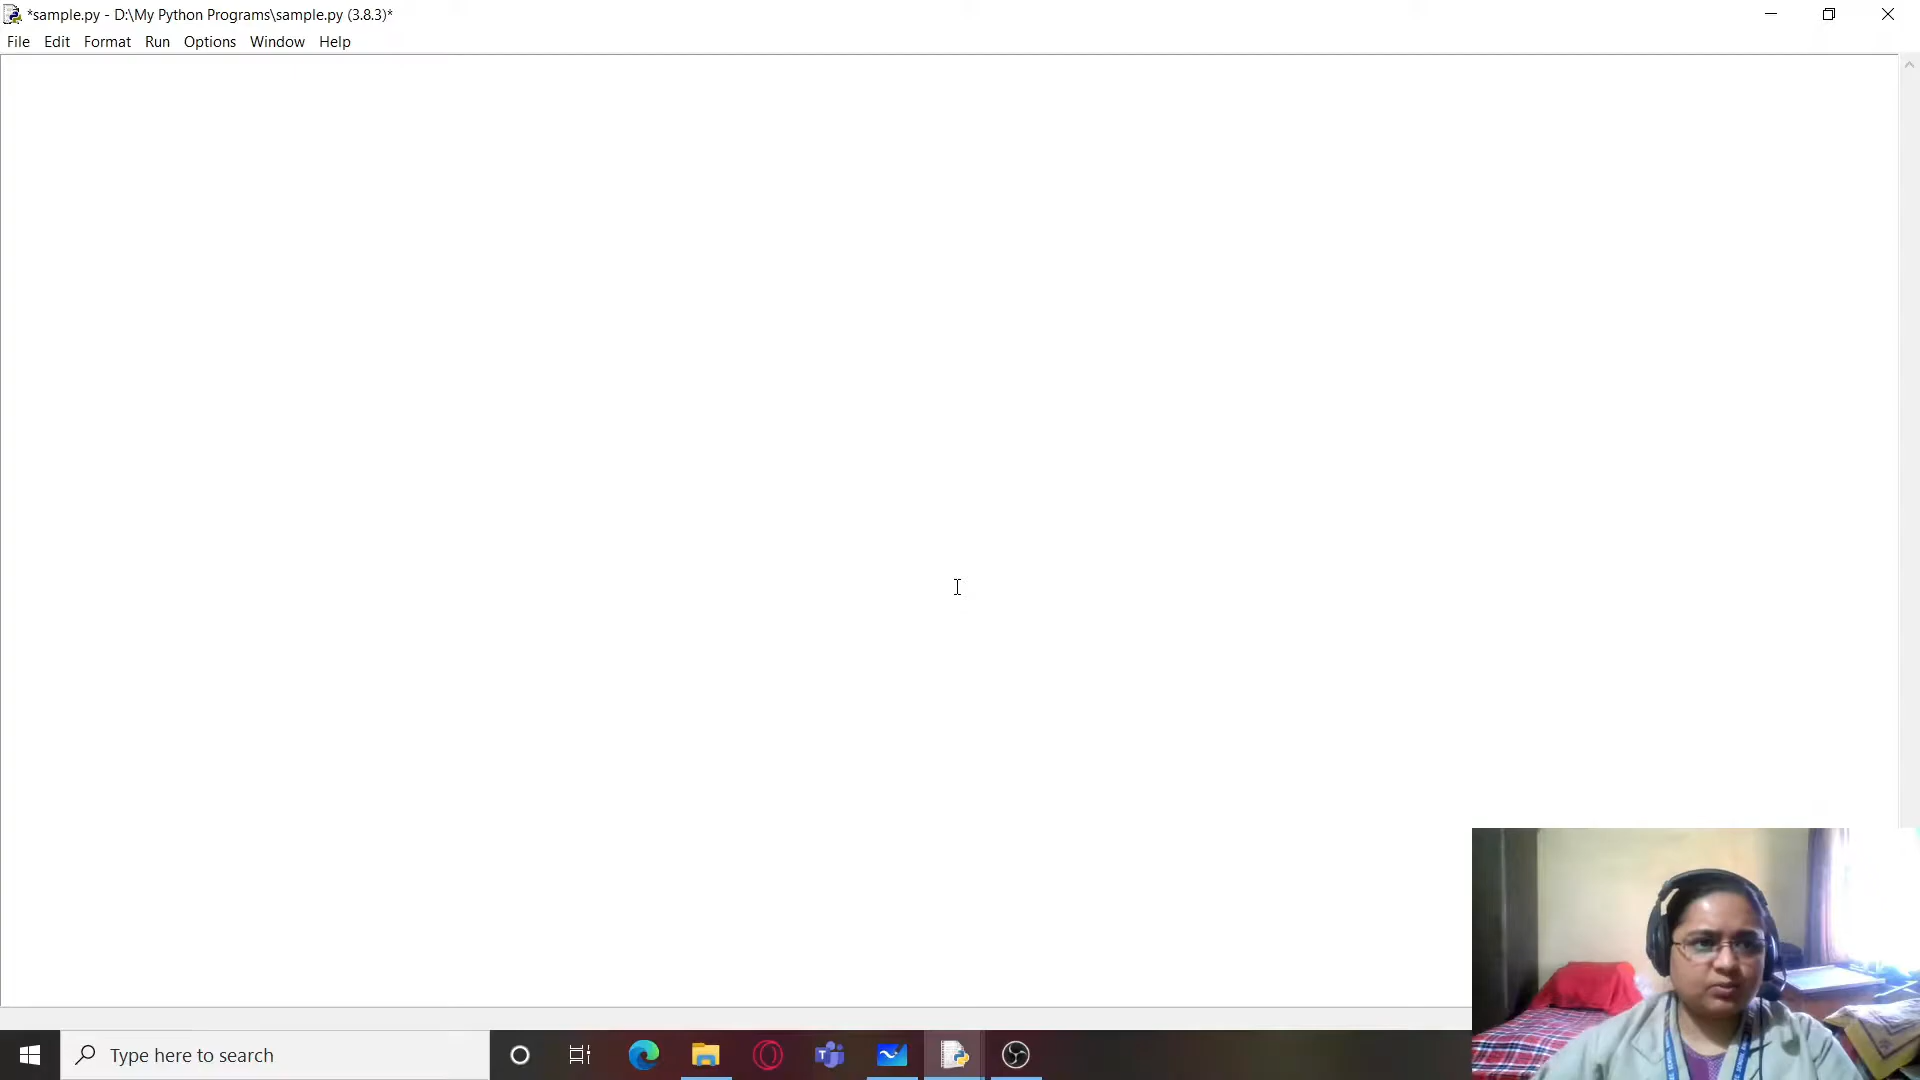 *sample.py - D:\My Python Programs\sample.py (3.8.3)*
File Edit Format Run Options Window Help
Type here to search